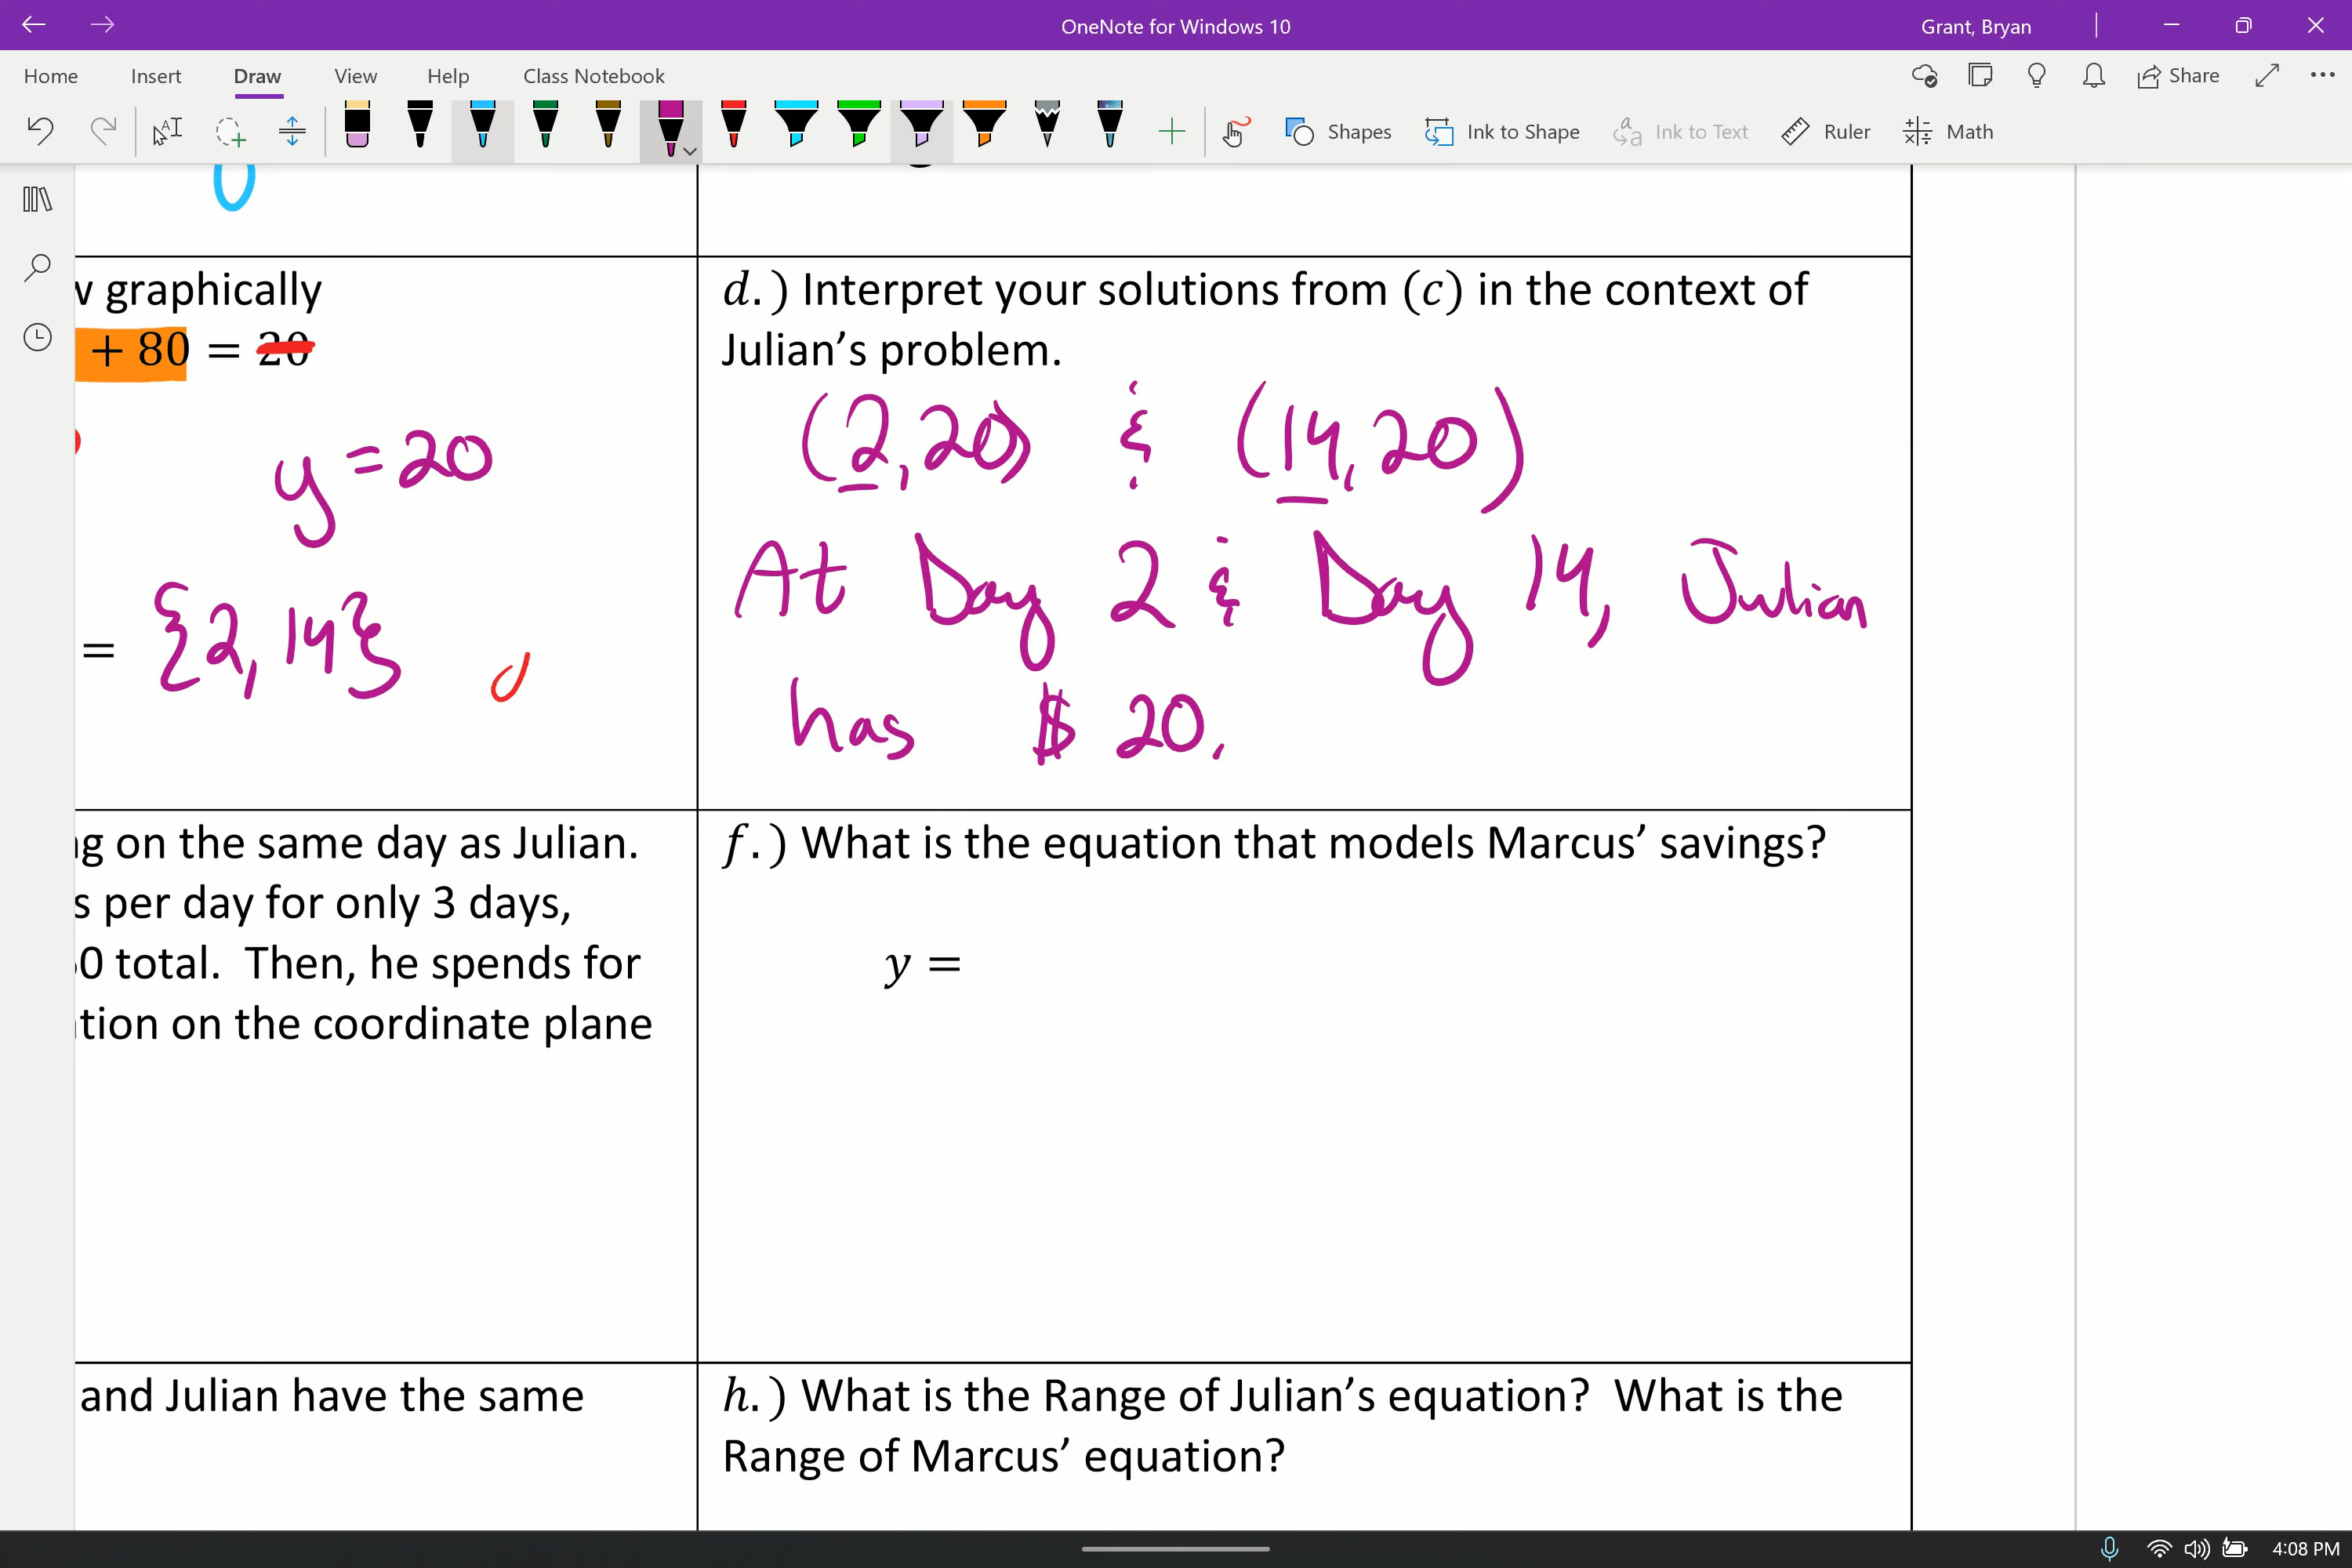 OneNote for Windows 10
Grant, Bryan
Home Insert Draw View Help Class Notebook
Share
Shapes Ink to Shape Ink to Text Ruler Math
graphically
+ 80 = 20
y = 20
= {2, 14}
d.) Interpret your solutions from (c) in the context of
Julian’s problem.
(2,20) & (14,20)
At Day 2 & Day 14, Julian
has $ 20.
on the same day as Julian.
per day for only 3 days,
0 total. Then, he spends for
on the coordinate plane
f.) What is the equation that models Marcus’ savings?
y =
and Julian have the same
h.) What is the Range of Julian’s equation? What is the
Range of Marcus’ equation?
4:08 PM